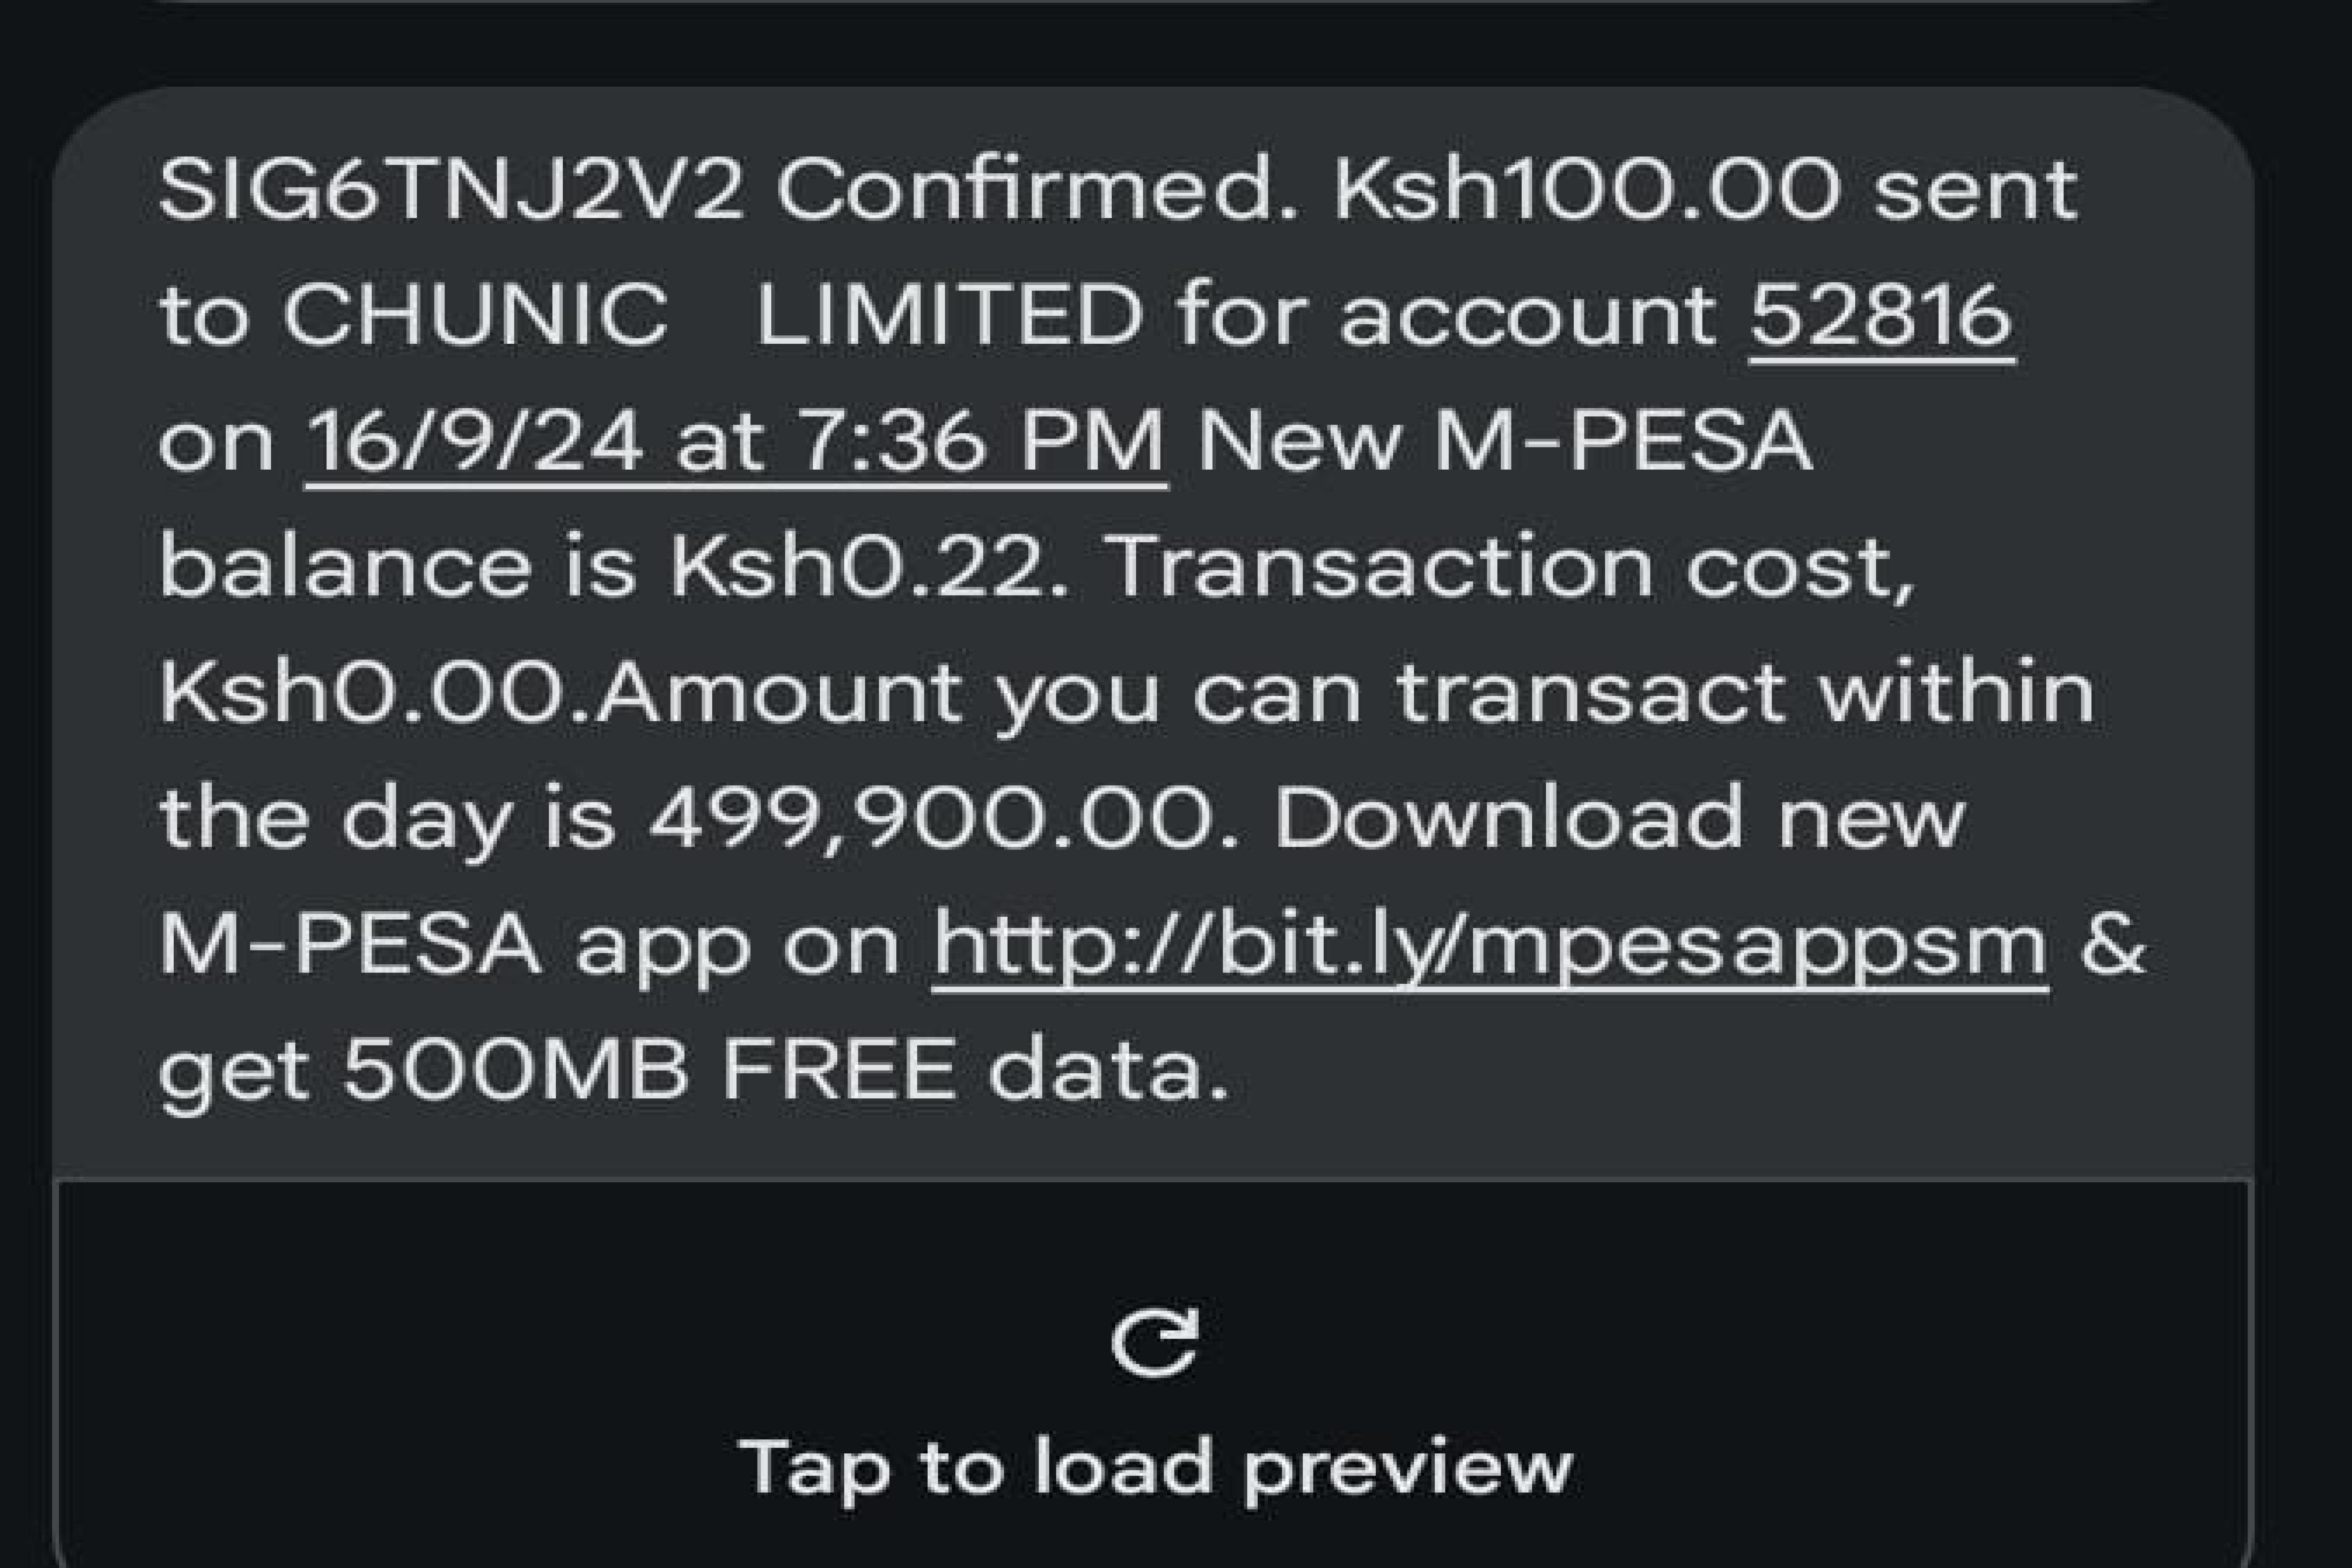 SIG6TNJ2V2 Confirmed. Ksh100.00 sent
to CHUNIC   LIMITED for account 52816
on 16/9/24 at 7:36 PM New M-PESA
balance is Ksh0.22. Transaction cost,
Ksh0.00.Amount you can transact within
the day is 499,900.00. Download new
M-PESA app on http://bit.ly/mpesappsm &
get 500MB FREE data.
Tap to load preview